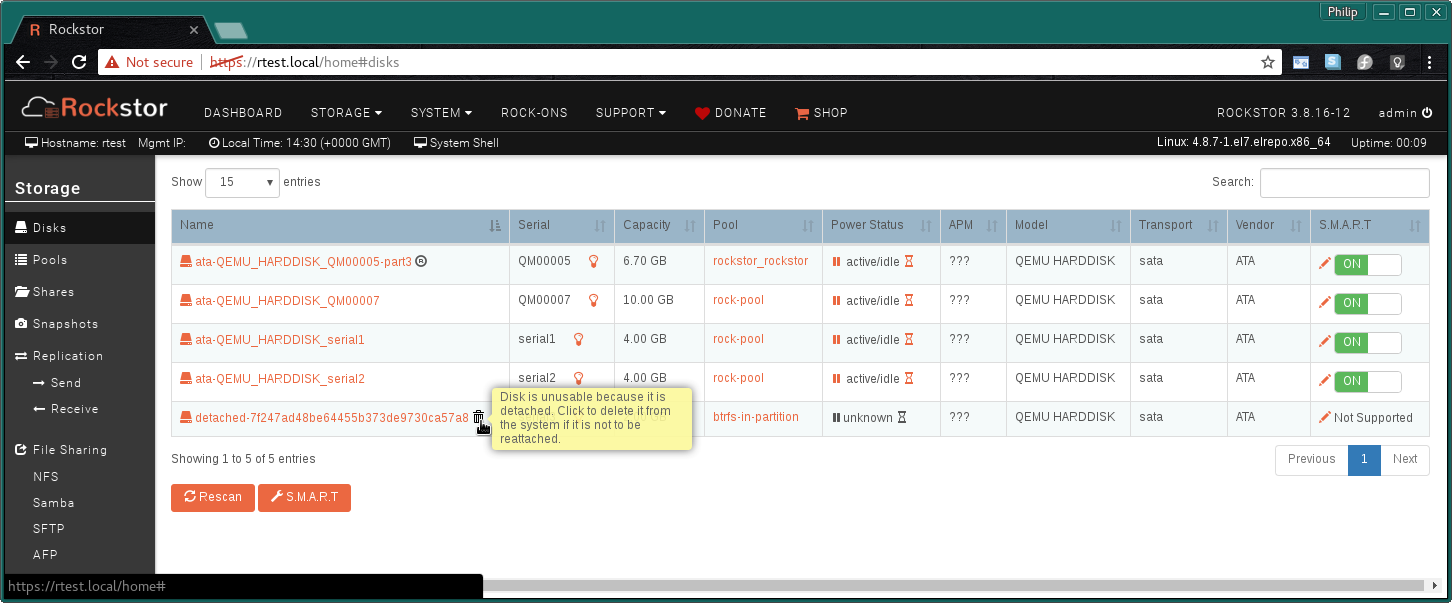 Philip
Rockstor
Not secure https://rtest.local/home#disks
Rockstor DASHBOARD STORAGE SYSTEM ROCK-ONS SUPPORT DONATE SHOP ROCKSTOR 3.8.16-12 admin
Hostname: rtest Mgmt IP: Local Time: 14:30 (+0000 GMT) System Shell Linux: 4.8.7-1.el7.elrepo.x86_64 Uptime: 00:09
Storage
Disks
Pools
Shares
Snapshots
Replication
Send
Receive
File Sharing
NFS
Samba
SFTP
AFP
Show 15 entries Search:
Name Serial Capacity Pool Power Status APM Model Transport Vendor S.M.A.R.T
ata-QEMU_HARDDISK_QM00005-part3 QM00005 6.70 GB rockstor_rockstor active/idle ??? QEMU HARDDISK sata ATA ON
ata-QEMU_HARDDISK_QM00007 QM00007 10.00 GB rock-pool active/idle ??? QEMU HARDDISK sata ATA ON
ata-QEMU_HARDDISK_serial1 serial1 4.00 GB rock-pool active/idle ??? QEMU HARDDISK sata ATA ON
ata-QEMU_HARDDISK_serial2 serial2 4.00 GB rock-pool active/idle ??? QEMU HARDDISK sata ATA ON
detached-7f247ad48be64455b373de9730ca57a8 btrfs-in-partition unknown ??? QEMU HARDDISK sata ATA Not Supported
Disk is unusable because it is
detached. Click to delete it from
the system if it is not to be
reattached.
Showing 1 to 5 of 5 entries Previous 1 Next
Rescan S.M.A.R.T
https://rtest.local/home#